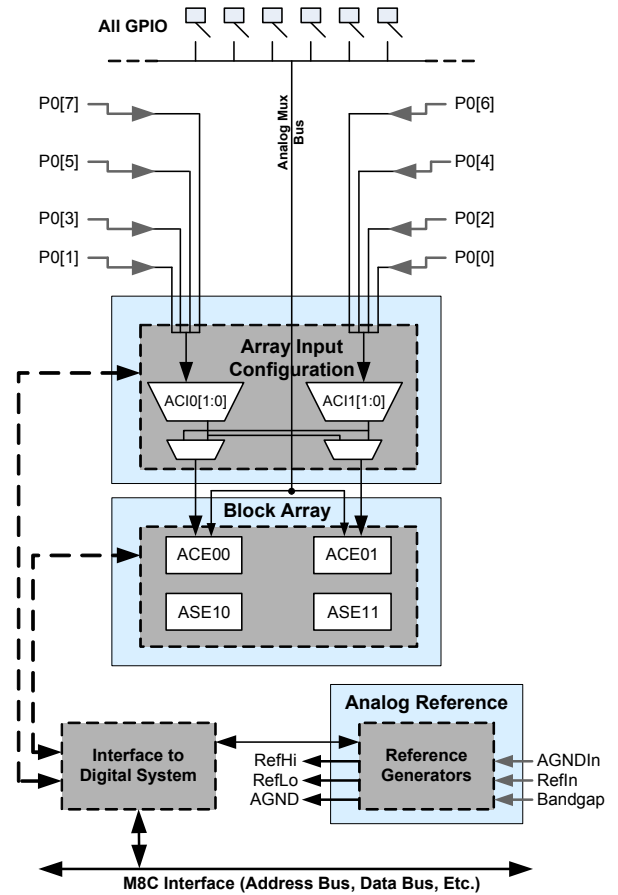 All GPIO
Analog Mux
Bus
P0[7]
P0[6]
P0[5]
P0[4]
P0[3]
P0[2]
P0[1]
P0[0]
Array Input
Configuration
ACI0[1:0]
ACI1[1:0]
Block Array
ACE00
ACE01
ASE10
ASE11
Analog Reference
Interface to
Digital System
RefHi
RefLo
AGND
Reference
Generators
AGNDIn
RefIn
Bandgap
M8C Interface (Address Bus, Data Bus, Etc.)